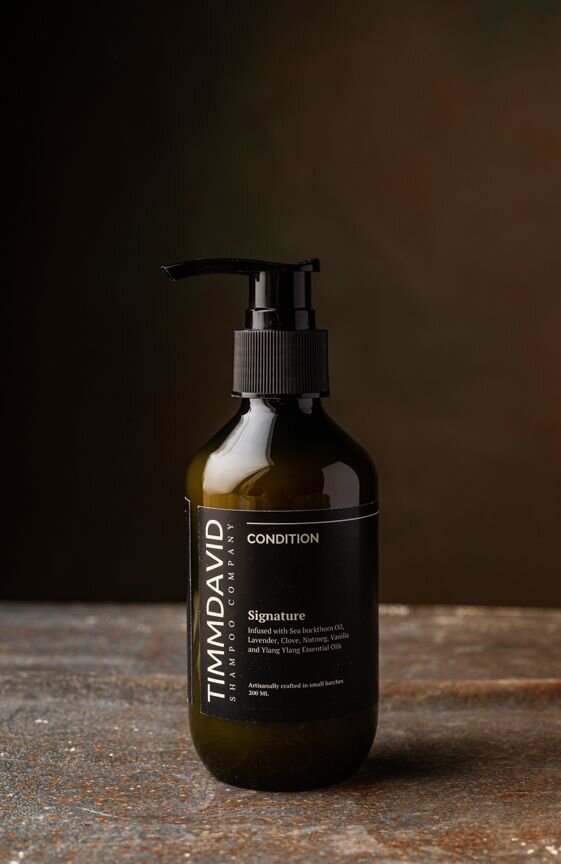 TIMMDAVID
SHAMPOO COMPANY
CONDITION
Signature
Infused with Sea buckthorn Oil,
Lavender, Clove, Nutmeg, Vanilla
and Ylang Ylang Essential Oils
Artisanally crafted in small batches
200 ML